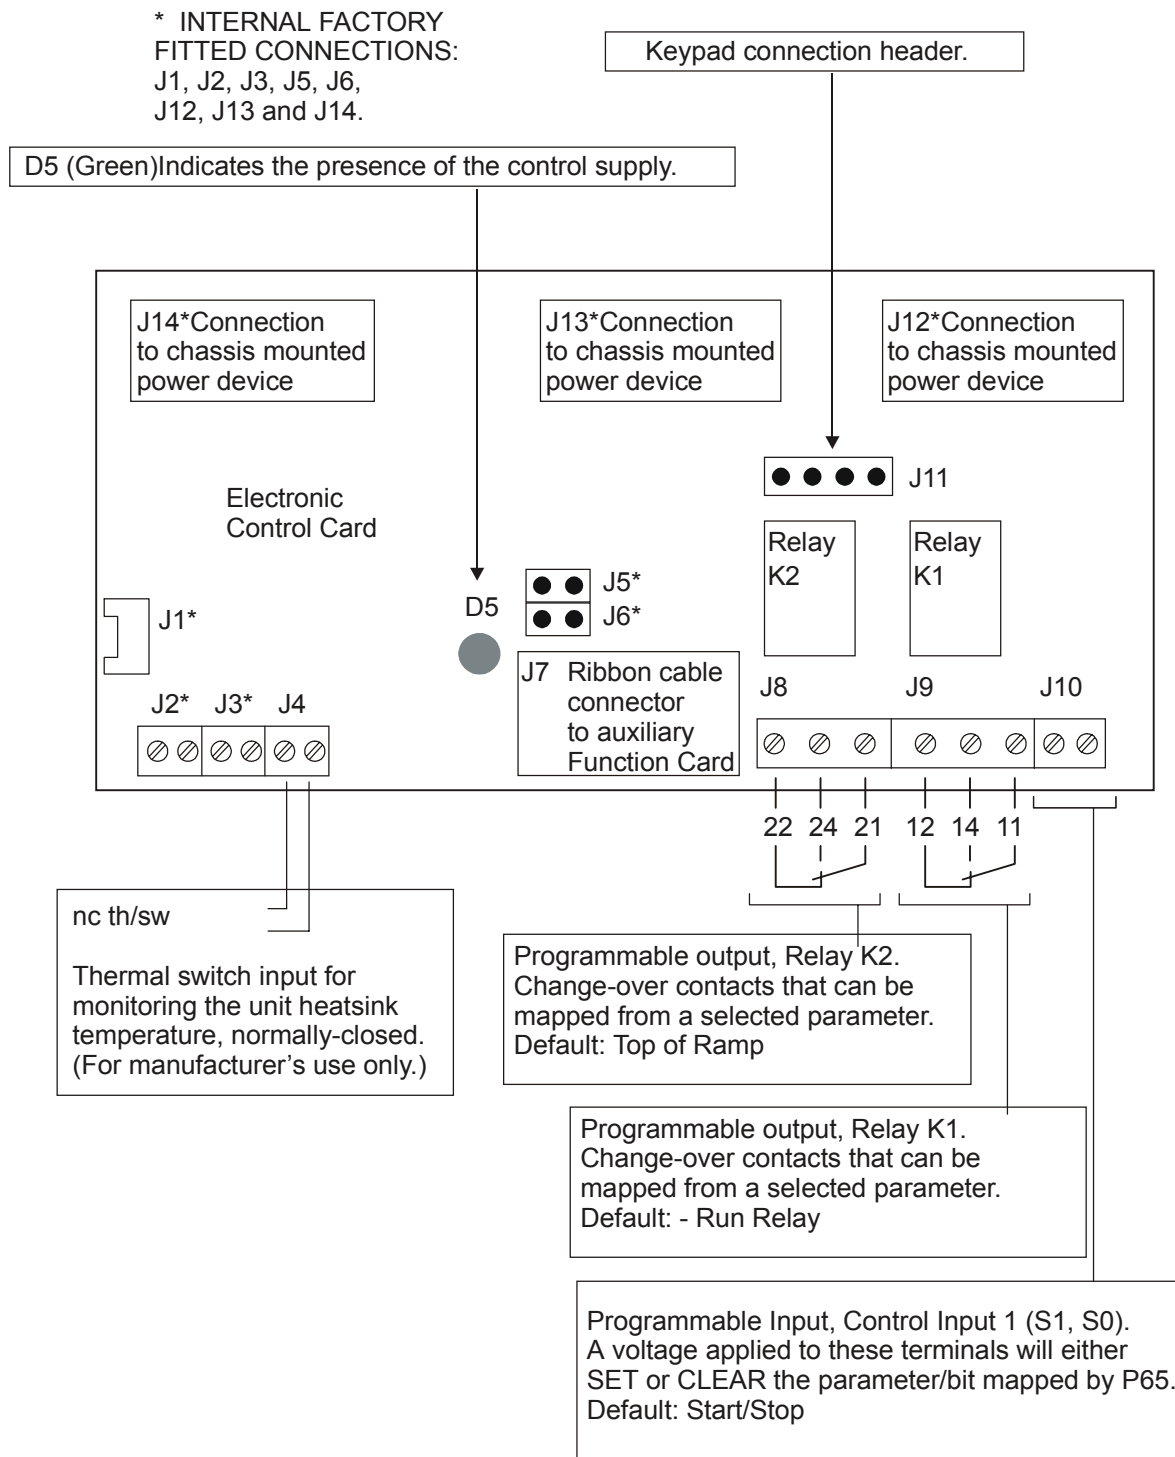 * INTERNAL FACTORY
FITTED CONNECTIONS:
J1, J2, J3, J5, J6,
J12, J13 and J14.
Keypad connection header.
D5 (Green)Indicates the presence of the control supply.
J14*Connection
to chassis mounted
power device
J13*Connection
to chassis mounted
power device
J12*Connection
to chassis mounted
power device
J11
Electronic
Control Card
Relay
K2
Relay
K1
J5*
J6*
D5
J1*
J7 Ribbon cable
connector
to auxiliary
Function Card
J2* J3* J4
J8 J9 J10
22 24 21 12 14 11
nc th/sw
Thermal switch input for
monitoring the unit heatsink
temperature, normally-closed.
(For manufacturer’s use only.)
Programmable output, Relay K2.
Change-over contacts that can be
mapped from a selected parameter.
Default: Top of Ramp
Programmable output, Relay K1.
Change-over contacts that can be
mapped from a selected parameter.
Default: - Run Relay
Programmable Input, Control Input 1 (S1, S0).
A voltage applied to these terminals will either
SET or CLEAR the parameter/bit mapped by P65.
Default: Start/Stop